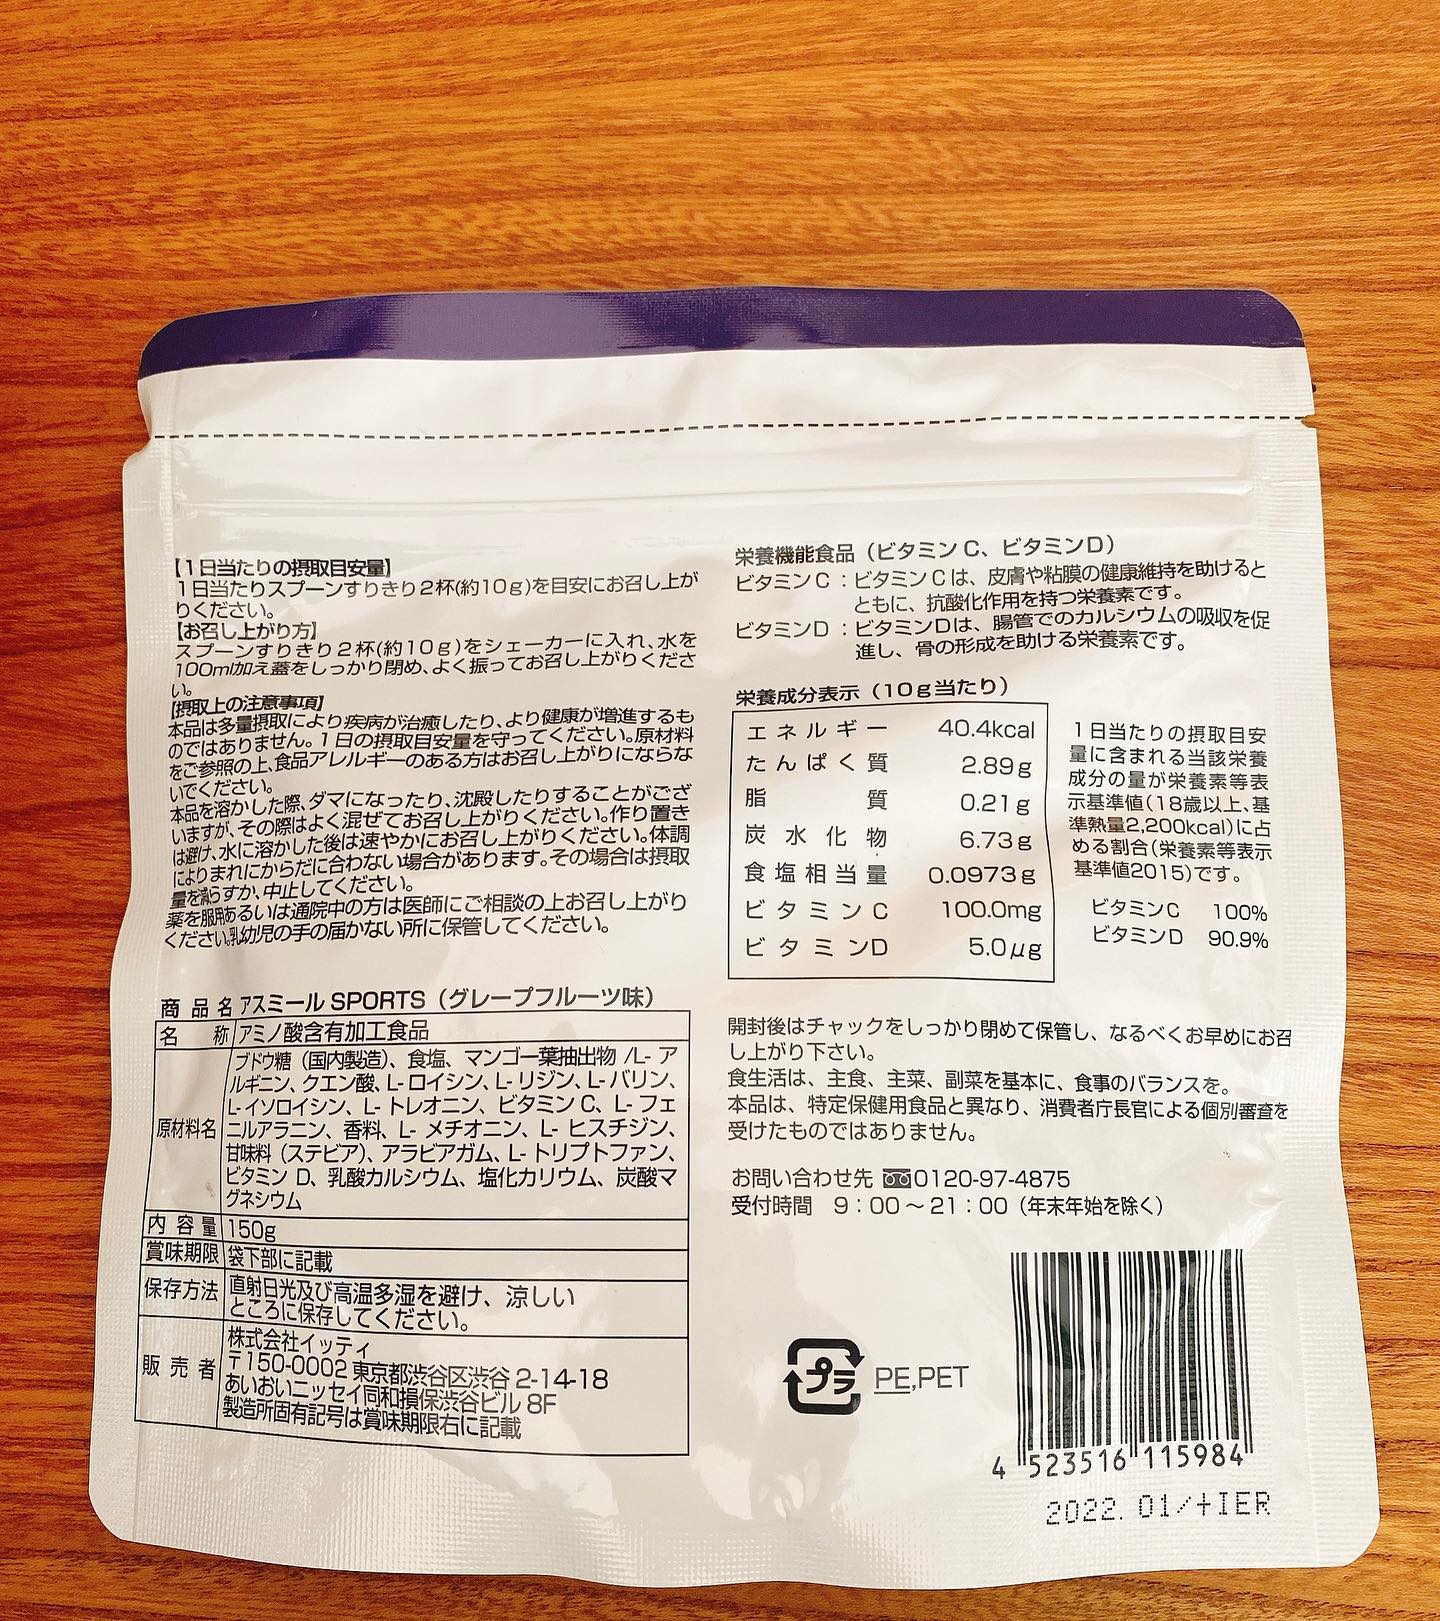 【1日当たりの摂取目安量】
1日当たりスプーンすりきり2杯(約10g)を目安にお召し上が
りください。
【お召し上がり方】
スプーンすりきり2杯(約10g)をシェーカーに入れ、水を
100ml加え蓋をしっかり閉め、よく振ってお召し上がりくださ
い。
【摂取上の注意事項】
本品は多量摂取により疾病が治癒したり、より健康が増進するも
のではありません。1日の摂取目安量を守ってください。原材料
をご参照の上、食品アレルギーのある方はお召し上がりにならな
いでください。
本品を溶かした際、ダマになったり、沈殿したりすることがござ
いますが、その際はよく混ぜてお召し上がりください。作り置き
は避け、水に溶かした後は速やかにお召し上がりください。体調
によりまれにからだに合わない場合があります。その場合は摂取
量を減らすか、中止してください。
薬を服用あるいは通院中の方は医師にご相談の上お召し上がり
ください。乳幼児の手の届かない所に保管してください。
商品名 アスミール SPORTS（グレープフルーツ味）
名称 アミノ酸含有加工食品
原材料名 ブドウ糖（国内製造）、食塩、マンゴー葉抽出物 /L- ア
ルギニン、クエン酸、L- ロイシン、L- リジン、L- バリン、
L- イソロイシン、L- トレオニン、ビタミン C、L- フェ
ニルアラニン、香料、L- メチオニン、L- ヒスチジン、
甘味料（ステビア）、アラビアガム、L- トリプトファン、
ビタミン D、乳酸カルシウム、塩化カリウム、炭酸マ
グネシウム
内容量 150g
賞味期限 袋下部に記載
保存方法 直射日光及び高温多湿を避け、涼しい
ところに保存してください。
販売者 株式会社イッティ
〒150-0002 東京都渋谷区渋谷 2-14-18
あいおいニッセイ同和損保渋谷ビル 8F
製造所固有記号は賞味期限右に記載
栄養機能食品（ビタミンC、ビタミンD）
ビタミンC：ビタミンCは、皮膚や粘膜の健康維持を助けると
ともに、抗酸化作用を持つ栄養素です。
ビタミンD：ビタミンDは、腸管でのカルシウムの吸収を促
進し、骨の形成を助ける栄養素です。
栄養成分表示（10g当たり）
エネルギー 40.4kcal
たんぱく質 2.89g
脂質 0.21g
炭水化物 6.73g
食塩相当量 0.0973g
ビタミンC 100.0mg
ビタミンD 5.0μg
1日当たりの摂取目安
量に含まれる当該栄養
成分の量が栄養素等表
示基準値(18歳以上、基
準熱量2,200kcal)に占
める割合(栄養素等表示
基準値2015)です。
ビタミンC 100%
ビタミンD 90.9%
開封後はチャックをしっかり閉めて保管し、なるべくお早めにお召
し上がり下さい。
食生活は、主食、主菜、副菜を基本に、食事のバランスを。
本品は、特定保健用食品と異なり、消費者庁長官による個別審査を
受けたものではありません。
お問い合わせ先 0120-97-4875
受付時間 9：00～21：00（年末年始を除く）
プラ PE,PET
4 523516 115984
2022. 01/+IER